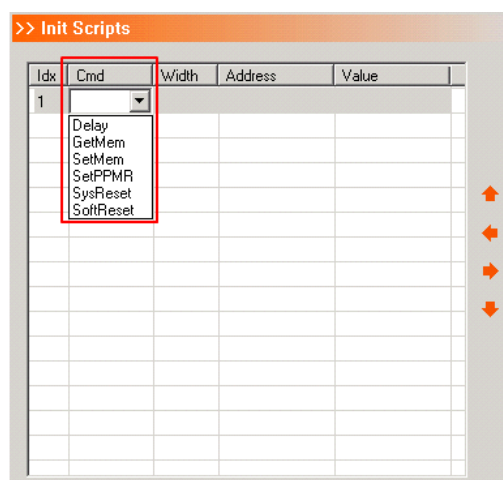 >> Init Scripts
Idx Cmd Width Address Value
1
Delay
GetMem
SetMem
SetPPMR
SysReset
SoftReset